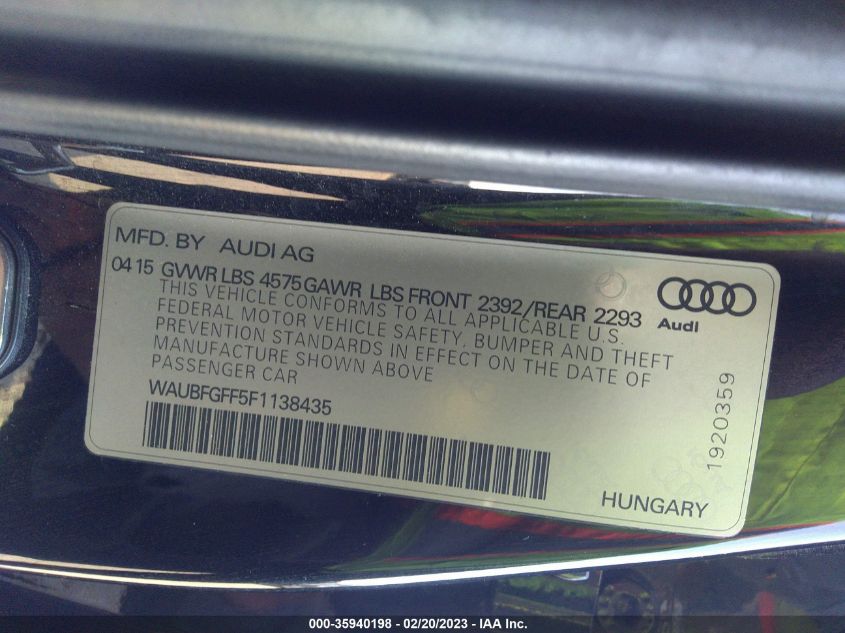 MFD. BY AUDI AG
04 15 GVWR LBS 4575 GAWR LBS FRONT 2392/REAR 2293
THIS VEHICLE CONFORMS TO ALL APPLICABLE U.S.
FEDERAL MOTOR VEHICLE SAFETY, BUMPER AND THEFT
PREVENTION STANDARDS IN EFFECT ON THE DATE OF
MANUFACTURE SHOWN ABOVE
PASSENGER CAR
WAUBFGFF5F1138435
Audi
1920359
HUNGARY
000-35940198 - 02/20/2023 - IAA Inc.